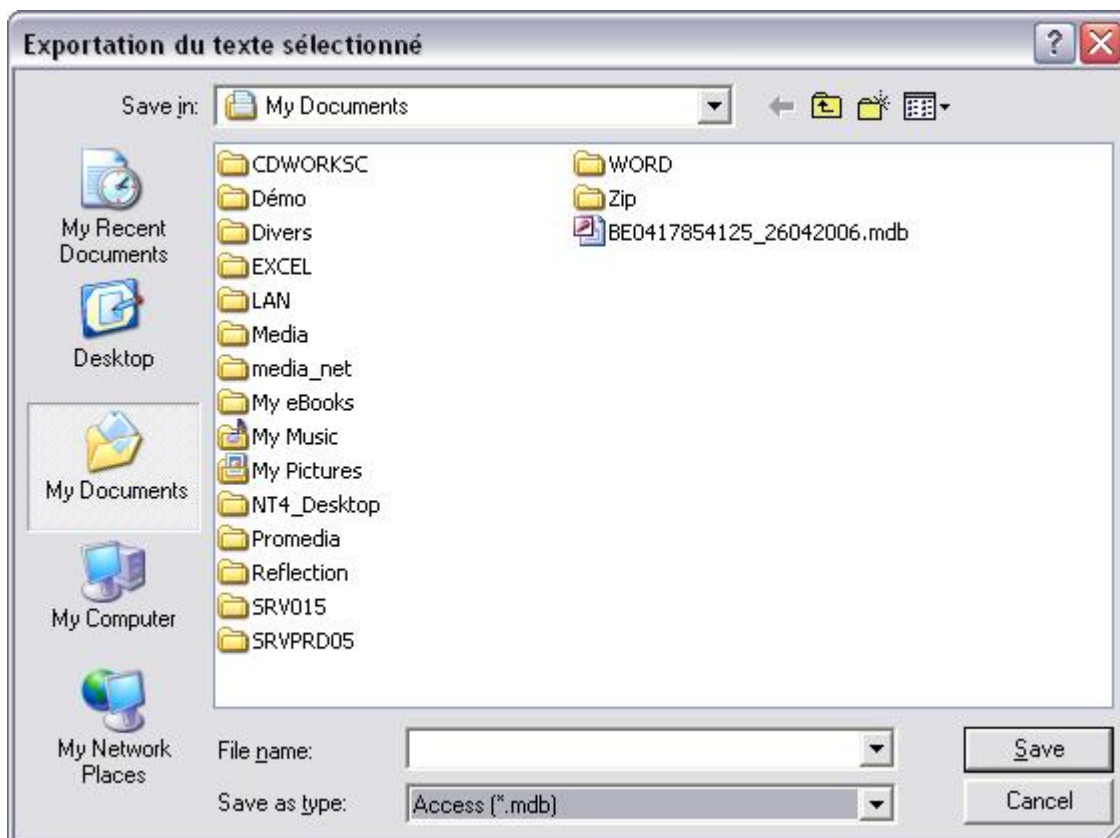 Exportation du texte sélectionné
Save in: My Documents
My Recent
Documents
Desktop
My Documents
My Computer
My Network
Places
CDWORKSC
Démo
Divers
EXCEL
LAN
Media
media_net
My eBooks
My Music
My Pictures
NT4_Desktop
Promedia
Reflection
SRV015
SRVPRD05
WORD
Zip
BE0417854125_26042006.mdb
File name:
Save
Save as type: Access (*.mdb)
Cancel